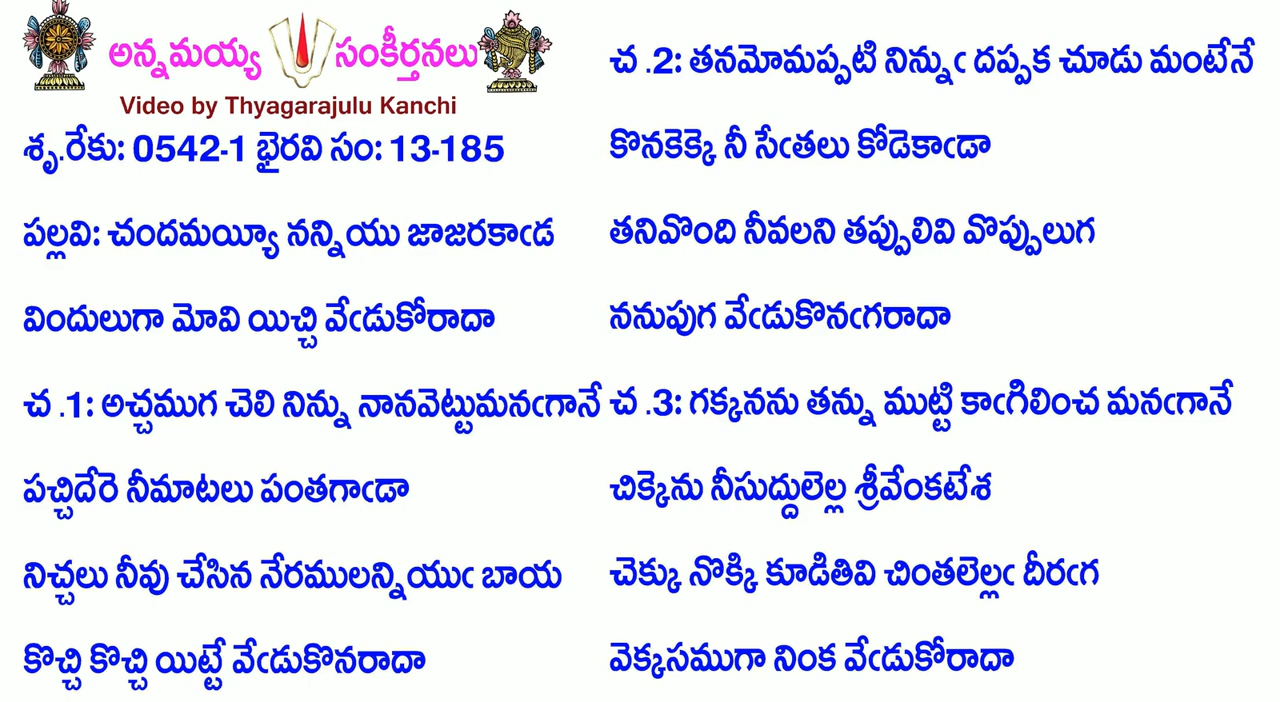 అన్నమయ్య సంకీర్తనలు
Video by Thyagarajulu Kanchi
శృ.రేకు: 0542-1 భైరవి సం: 13-185
పల్లవి: చందమయ్యీ నన్నియు జాజరకాఁడ
విందులుగా మోవి యిచ్చి వేఁడుకోరాదా
చ .1: అచ్చముగ చెలి నిన్ను నానవెట్టుమనఁగానే
పచ్చిదేరె నీమాటలు పంతగాఁడా
నిచ్చలు నీవు చేసిన నేరములన్నియుఁ బాయ
కొచ్చి కొచ్చి యిట్టే వేఁడుకొనరాదా
చ .2: తనమోమప్పటి నిన్నుఁ దప్పక చూడు మంటేనే
కొనకెక్కె నీ సేఁతలు కోడెకాఁడా
తనివొంది నీవలని తప్పులివి వొప్పులుగ
ననుపుగ వేఁడుకొనఁగరాదా
చ .3: గక్కనను తన్ను ముట్టి కాఁగిలించ మనఁగానే
చిక్కెను నీసుద్దులెల్ల శ్రీవేంకటేశ
చెక్కు నొక్కి కూడితివి చింతలెల్లఁ దీరఁగ
వెక్కసముగా నింక వేఁడుకోరాదా